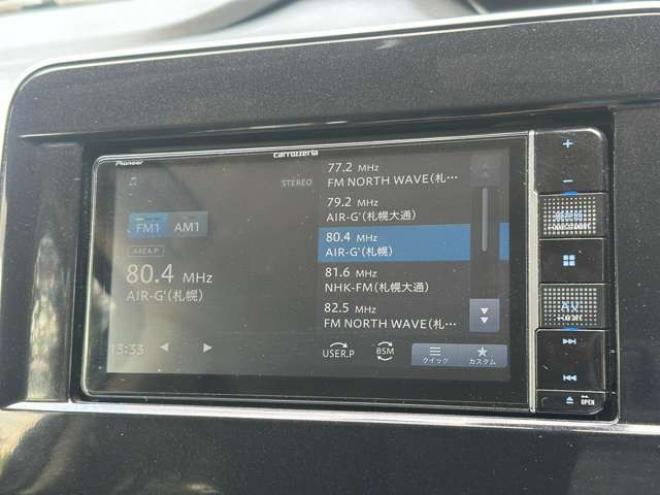 Pioneer
carrozzeria
STEREO
FM1 AM1
AREA.P
80.4 MHz
AIR-G'(札幌)
13:33
77.2 MHz
FM NORTH WAVE(札…
79.2 MHz
AIR-G'(札幌大通)
80.4 MHz
AIR-G'(札幌)
81.6 MHz
NHK-FM(札幌大通)
82.5 MHz
FM NORTH WAVE(札…
USER.P
BSM
クイック
カスタム
+
−
AV
OPEN